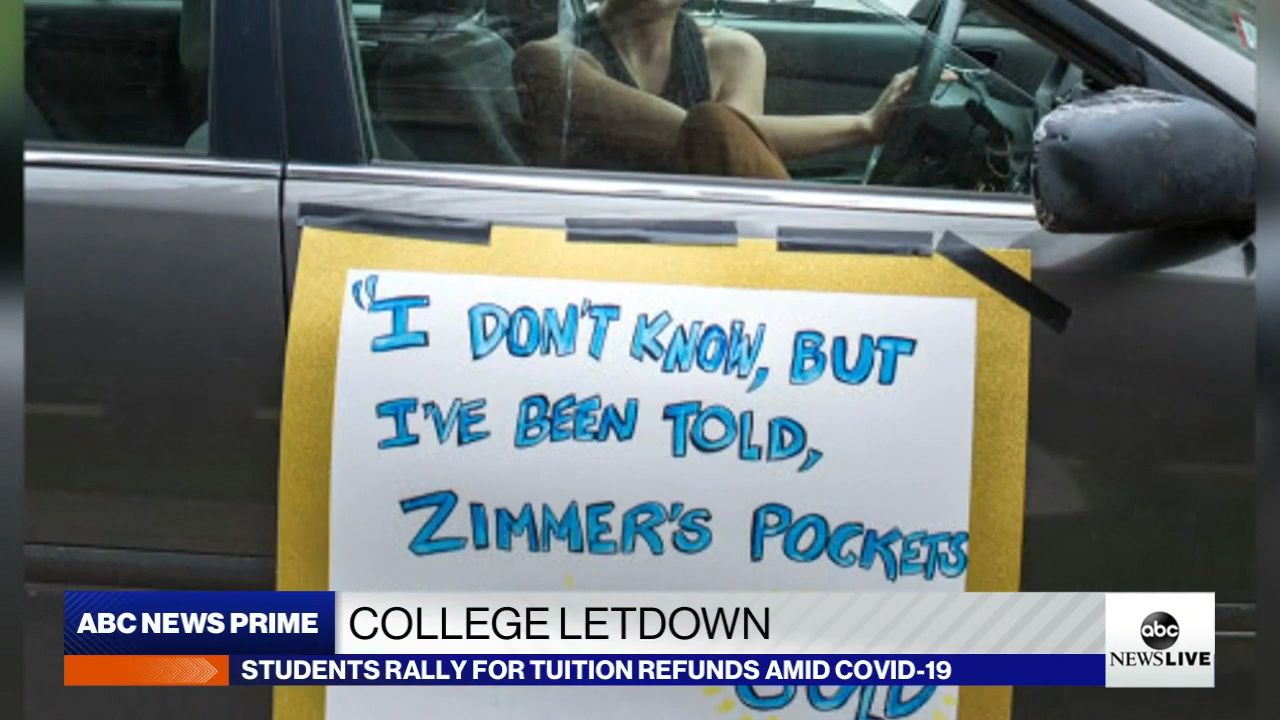 "I DON'T KNOW, BUT
I'VE BEEN TOLD,
ZIMMER'S POCKETS
GOLD
ABC NEWS PRIME
COLLEGE LETDOWN
STUDENTS RALLY FOR TUITION REFUNDS AMID COVID-19
abc
NEWSLIVE